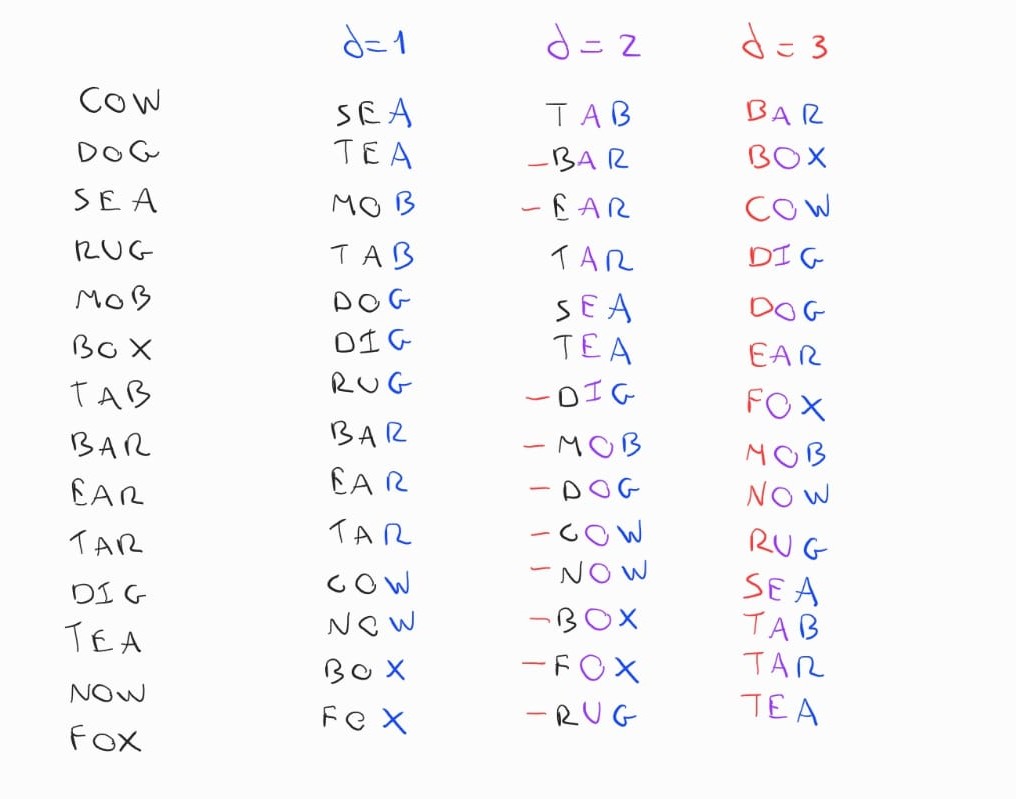 d=1 d=2 d=3
COW SEA TAB BAR
DOG TEA -BAR BOX
SEA MOB -EAR COW
RUG TAB TAR DIG
MOB DOG SEA DOG
BOX DIG TEA EAR
TAB RUG -DIG FOX
BAR BAR -MOB MOB
EAR EAR -DOG NOW
TAR TAR -COW RUG
DIG COW -NOW SEA
TEA NOW -BOX TAB
NOW BOX -FOX TAR
FOX FOX -RUG TEA